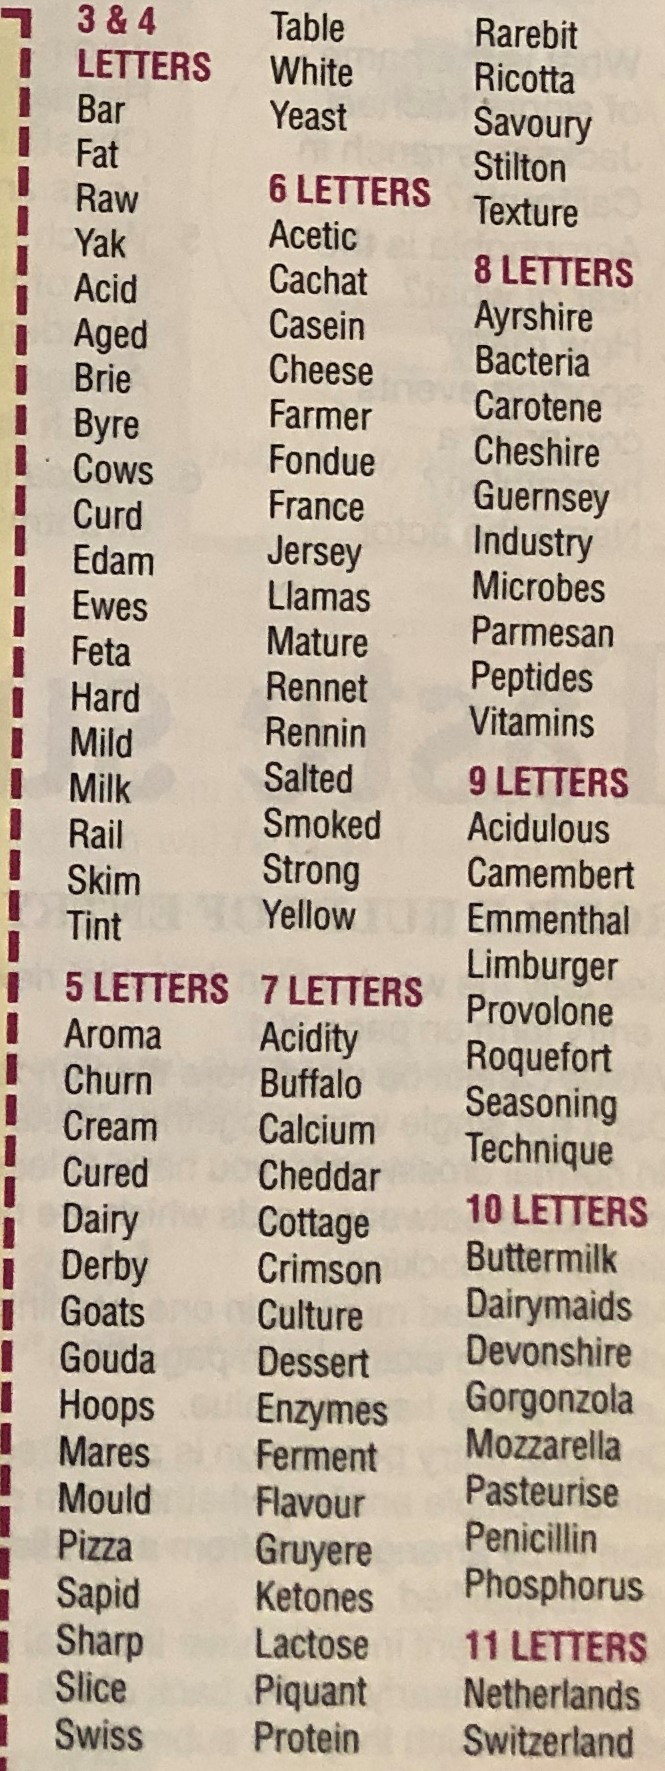 3 & 4
LETTERS
Bar
Fat
Raw
Yak
Acid
Aged
Brie
Byre
Cows
Curd
Edam
Ewes
Feta
Hard
Mild
Milk
Rail
Skim
Tint
5 LETTERS
Aroma
Churn
Cream
Cured
Dairy
Derby
Goats
Gouda
Hoops
Mares
Mould
Pizza
Sapid
Sharp
Slice
Swiss
Table
White
Yeast
6 LETTERS
Acetic
Cachat
Casein
Cheese
Farmer
Fondue
France
Jersey
Llamas
Mature
Rennet
Rennin
Salted
Smoked
Strong
Yellow
7 LETTERS
Acidity
Buffalo
Calcium
Cheddar
Cottage
Crimson
Culture
Dessert
Enzymes
Ferment
Flavour
Gruyere
Ketones
Lactose
Piquant
Protein
Rarebit
Ricotta
Savoury
Stilton
Texture
8 LETTERS
Ayrshire
Bacteria
Carotene
Cheshire
Guernsey
Industry
Microbes
Parmesan
Peptides
Vitamins
9 LETTERS
Acidulous
Camembert
Emmenthal
Limburger
Provolone
Roquefort
Seasoning
Technique
10 LETTERS
Buttermilk
Dairymaids
Devonshire
Gorgonzola
Mozzarella
Pasteurise
Penicillin
Phosphorus
11 LETTERS
Netherlands
Switzerland